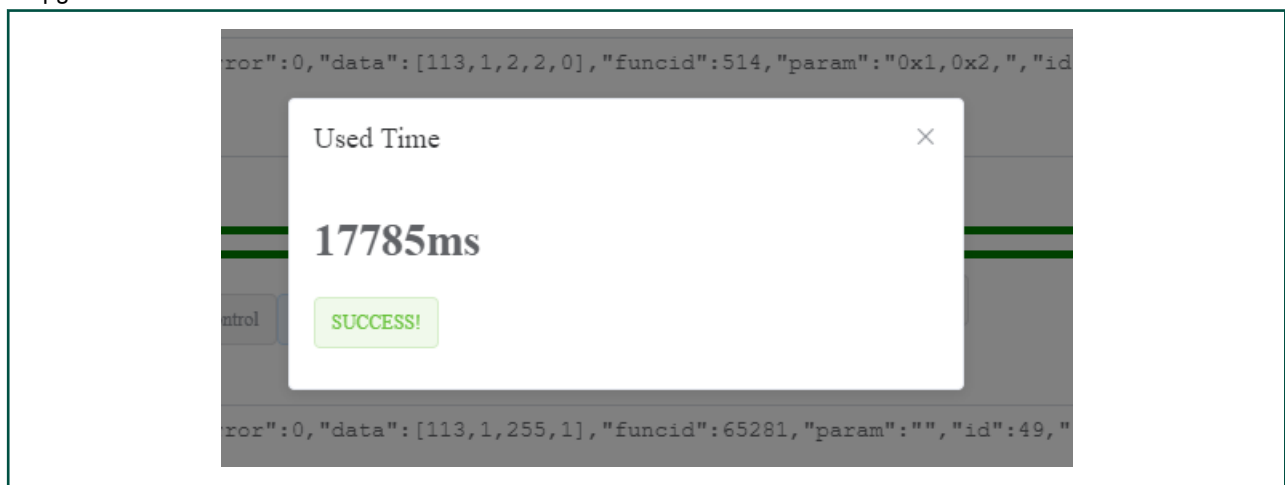 ror":0,"data":[113,1,2,2,0],"funcid":514,"param":"0x1,0x2,","id
Used Time
17785ms
ntrol
SUCCESS!
ror":0,"data":[113,1,255,1],"funcid":65281,"param":"","id":49,"